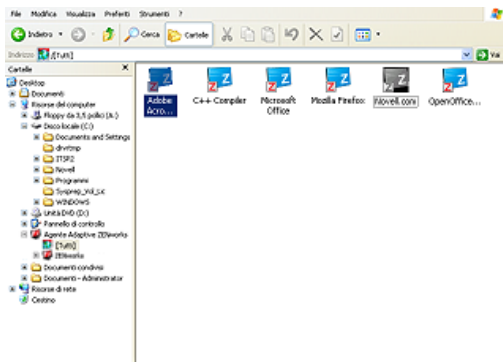 File Modifica Visualizza Preferiti Strumenti ?
Indietro Cerca Cartelle
Indirizzo [Tutti] Vai
Cartelle
Desktop
Documenti
Risorse del computer
Floppy da 3,5 pollici (A:)
Disco locale (C:)
Documents and Settings
drvrtmp
ITSR2
Novell
Programmi
Sysprep_Vol_Lic
WINDOWS
Unità DVD (D:)
Pannello di controllo
Agente Adaptive ZENworks
[Tutti]
ZENworks
Documenti condivisi
Documenti - Administrator
Risorse di rete
Cestino
Adobe Acro...
C++ Compiler
Microsoft Office
Mozilla Firefox
Novell.com
OpenOffice...